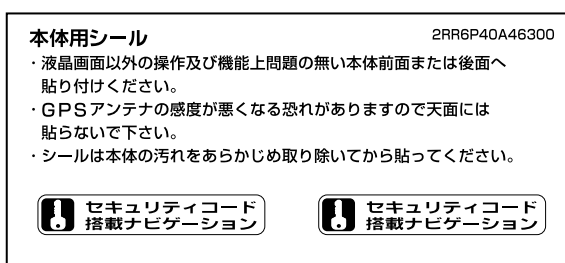 本体用シール
2RR6P40A46300
・液晶画面以外の操作及び機能上問題の無い本体前面または後面へ
貼り付けください。
・GPSアンテナの感度が悪くなる恐れがありますので天面には
貼らないで下さい。
・シールは本体の汚れをあらかじめ取り除いてから貼ってください。
セキュリティコード
搭載ナビゲーション
セキュリティコード
搭載ナビゲーション